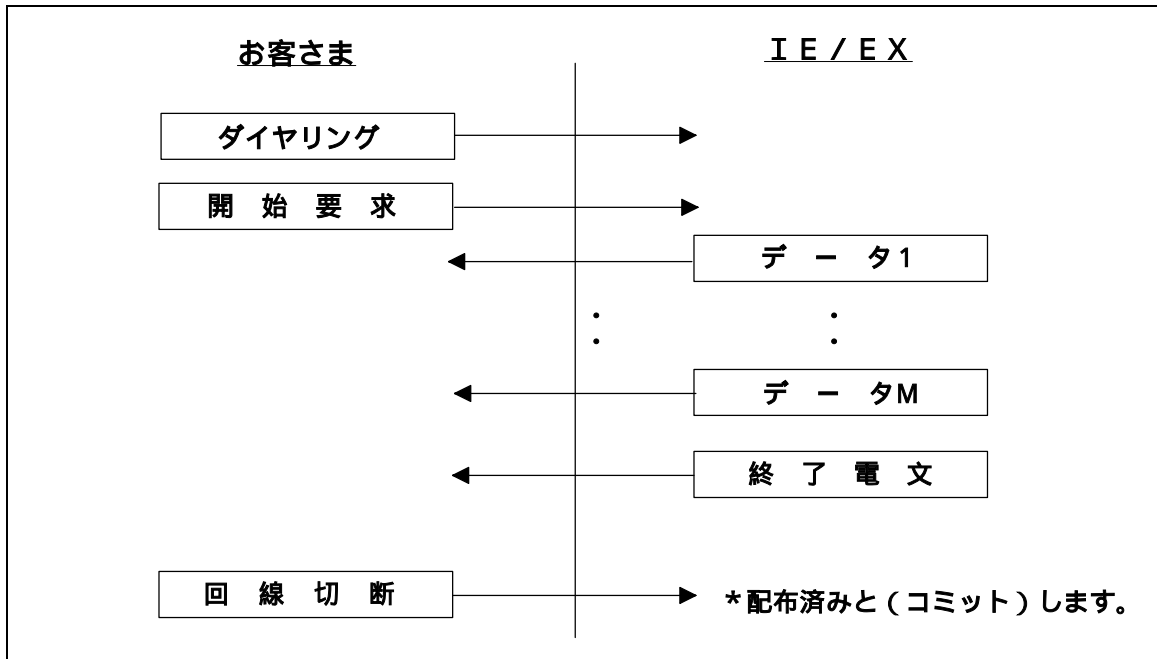 お客さま
ＩＥ/ＥＸ
ダイヤリング
開　始　要　求
デ　ー　タ1
：　：
デ　ー　タM
終　了　電　文
回　線　切　断
*配布済みと(コミット)します。